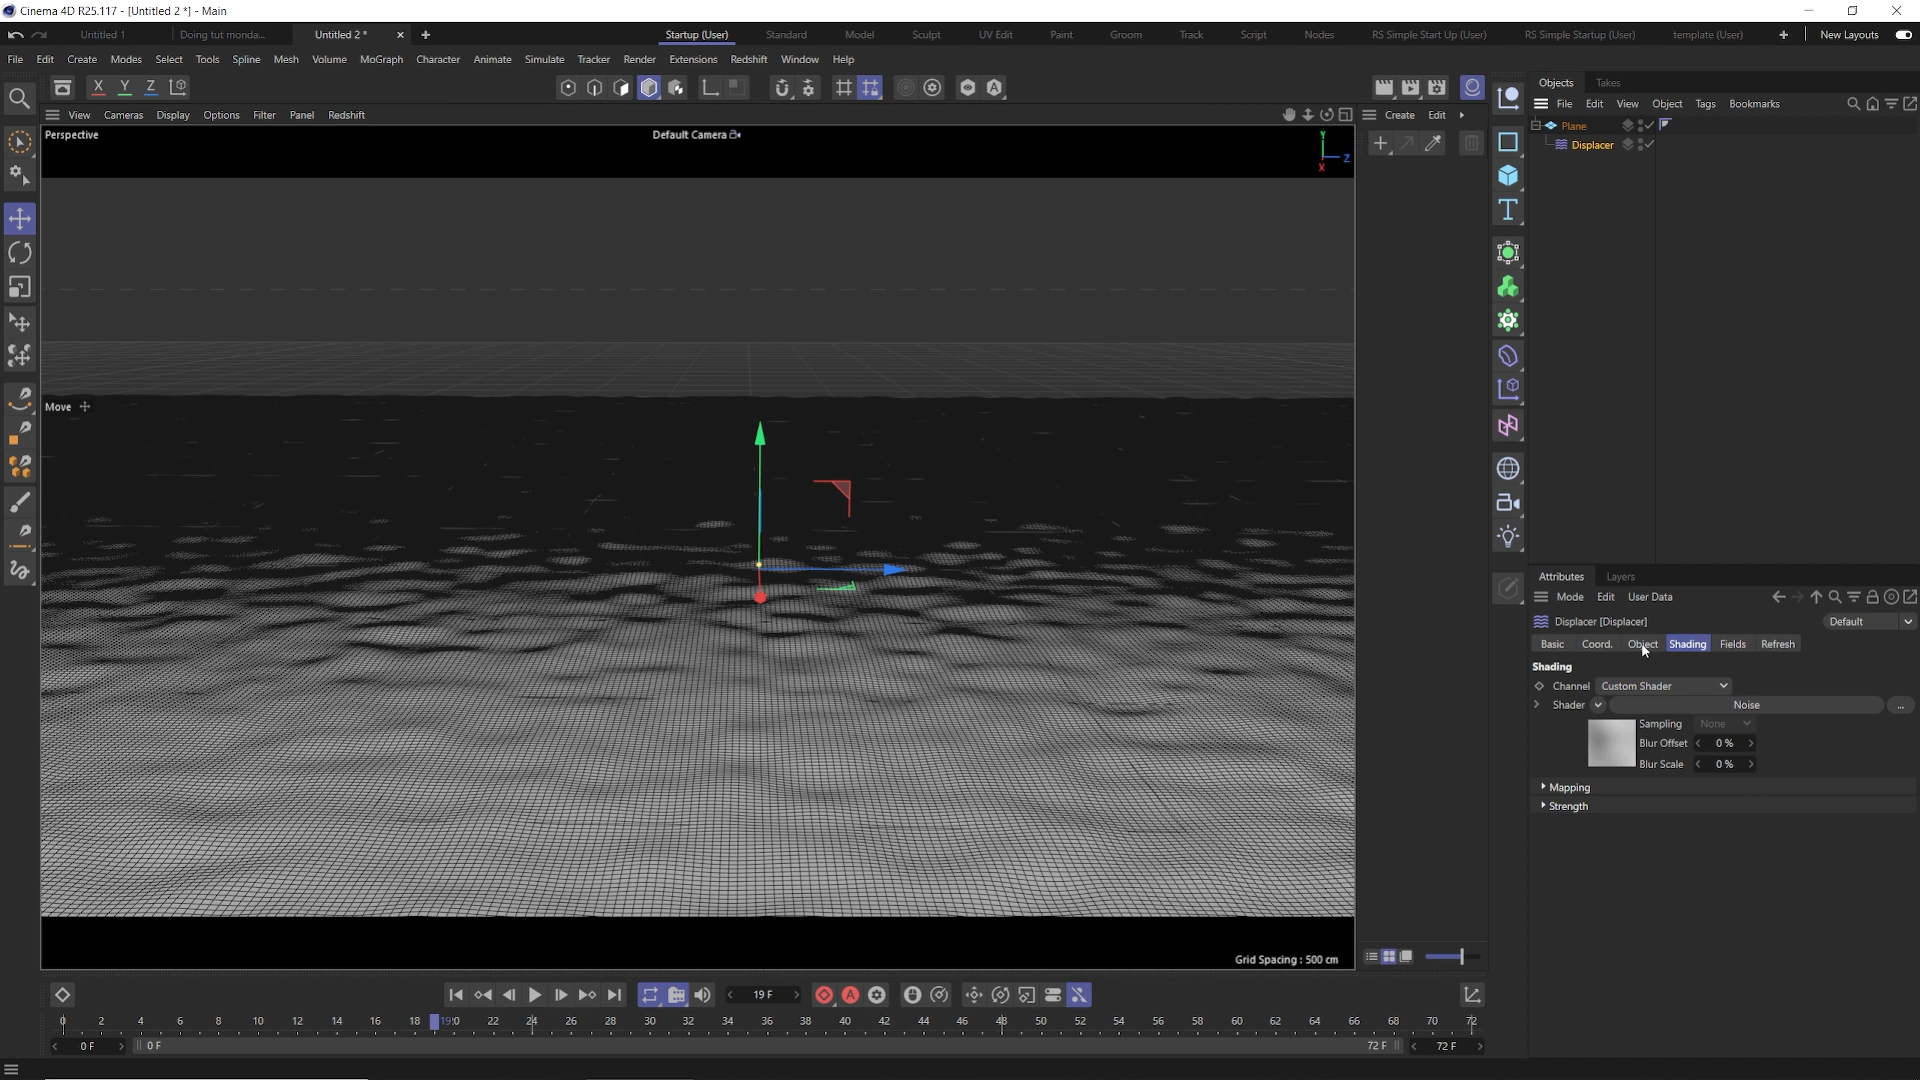 Cinema 4D R25.117 - [Untitled 2 *] - Main
Untitled 1 Doing tut monda... Untitled 2 * Startup (User) Standard Model Sculpt UV Edit Paint Groom Track Script Nodes RS Simple Start Up (User) RS Simple Startup (User) template (User) New Layouts
File Edit Create Modes Select Tools Spline Mesh Volume MoGraph Character Animate Simulate Tracker Render Extensions Redshift Window Help
X Y Z
View Cameras Display Options Filter Panel Redshift
Create Edit
Perspective
Default Camera
Y
Z
X
Move
Grid Spacing : 500 cm
Objects Takes
File Edit View Object Tags Bookmarks
Plane
Displacer
Attributes Layers
Mode Edit User Data
Displacer [Displacer] Default
Basic Coord. Object Shading Fields Refresh
Shading
Channel Custom Shader
Shader Noise ...
Sampling None
Blur Offset 0 %
Blur Scale 0 %
Mapping
Strength
19 F
0 2 4 6 8 10 12 14 16 18 19:0 22 24 26 28 30 32 34 36 38 40 42 44 46 48 50 52 54 56 58 60 62 64 66 68 70 72
0 F 0 F 72 F 72 F